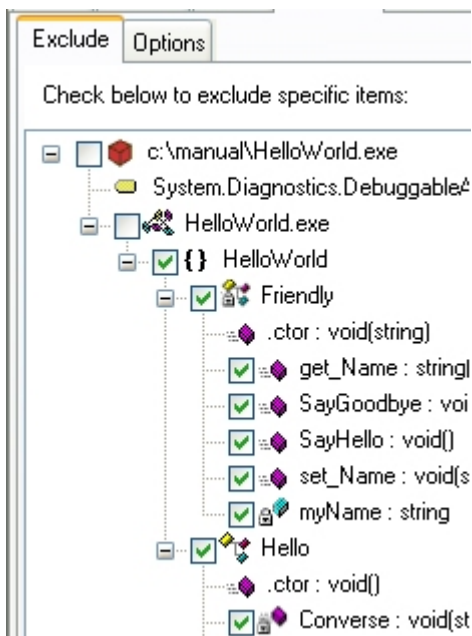 Exclude Options
Check below to exclude specific items:
c:\manual\HelloWorld.exe
System.Diagnostics.Debuggable
HelloWorld.exe
{} HelloWorld
Friendly
.ctor : void(string)
get_Name : string(
SayGoodbye : voi
SayHello : void()
set_Name : void(s
myName : string
Hello
.ctor : void()
Converse : void(st